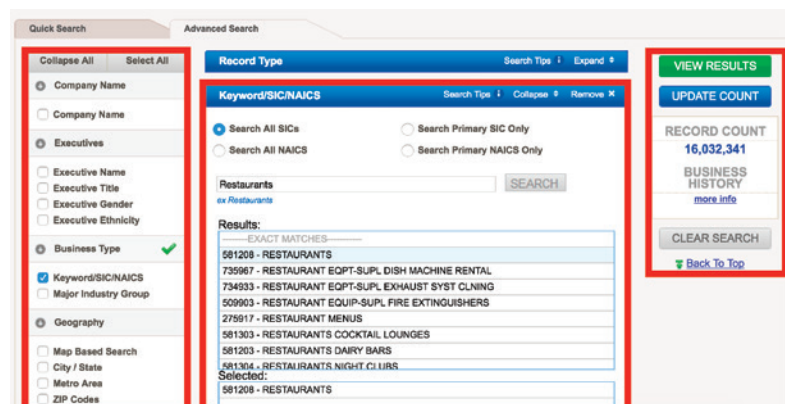 Quick Search
Advanced Search
Collapse All Select All
Company Name
Company Name
Executives
Executive Name
Executive Title
Executive Gender
Executive Ethnicity
Business Type
Keyword/SIC/NAICS
Major Industry Group
Geography
Map Based Search
City / State
Metro Area
ZIP Codes
Record Type Search Tips Expand
Keyword/SIC/NAICS Search Tips Collapse Remove
Search All SICs Search Primary SIC Only
Search All NAICS Search Primary NAICS Only
Restaurants SEARCH
ex Restaurants
Results:
--------EXACT MATCHES--------
581208 - RESTAURANTS
735967 - RESTAURANT EQPT-SUPL DISH MACHINE RENTAL
734933 - RESTAURANT EQPT-SUPL EXHAUST SYST CLNING
509903 - RESTAURANT EQUIP-SUPL FIRE EXTINGUISHERS
275917 - RESTAURANT MENUS
581303 - RESTAURANTS COCKTAIL LOUNGES
581203 - RESTAURANTS DAIRY BARS
581304 - RESTAURANTS NIGHT CLUBS
Selected:
581208 - RESTAURANTS
VIEW RESULTS
UPDATE COUNT
RECORD COUNT
16,032,341
BUSINESS
HISTORY
more info
CLEAR SEARCH
Back To Top